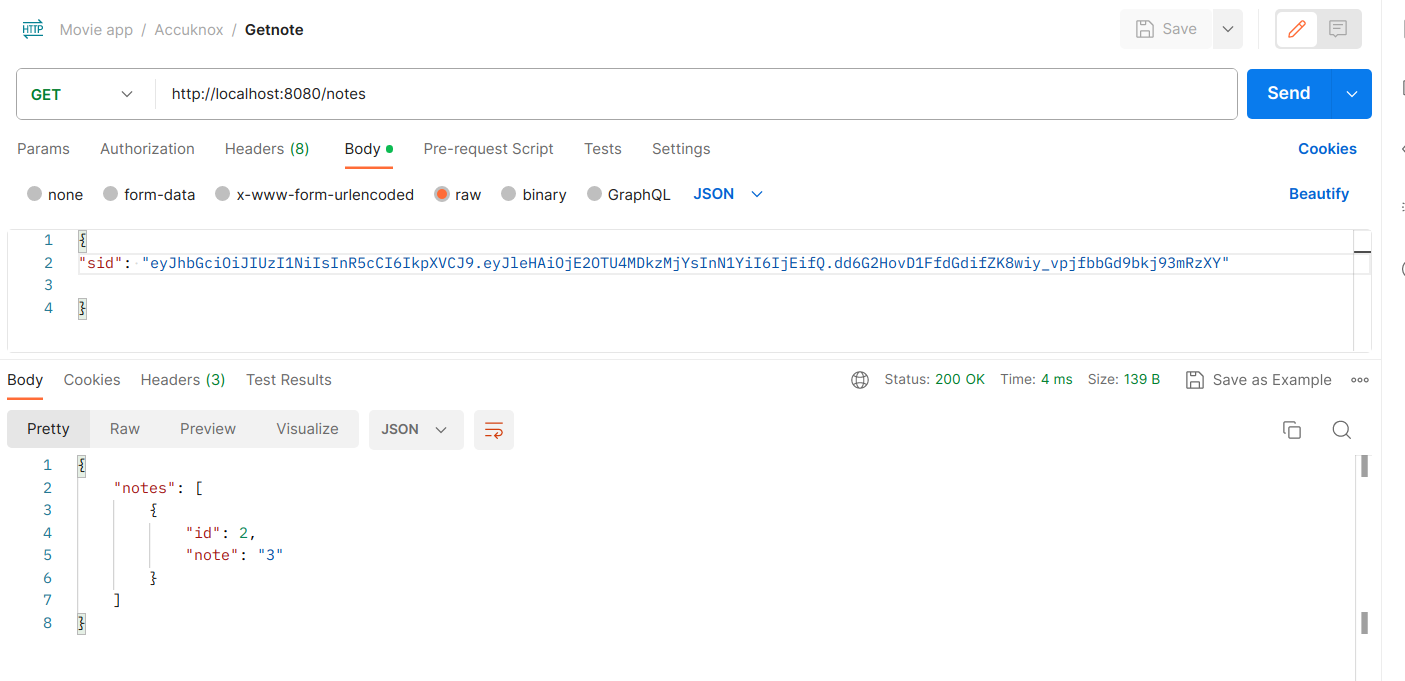 HTTP Movie app / Accuknox / Getnote Save
GET http://localhost:8080/notes Send
Params Authorization Headers (8) Body Pre-request Script Tests Settings Cookies
none form-data x-www-form-urlencoded raw binary GraphQL JSON Beautify
1 {
2 "sid": "eyJhbGciOiJIUzI1NiIsInR5cCI6IkpXVCJ9.eyJleHAiOjE2OTU4MDkzMjYsInN1YiI6IjEifQ.dd6G2HovD1FfdGdifZK8wiy_vpjfbbGd9bkj93mRzXY"
3
4 }
Body Cookies Headers (3) Test Results Status: 200 OK Time: 4 ms Size: 139 B Save as Example
Pretty Raw Preview Visualize JSON
1 {
2 "notes": [
3 {
4 "id": 2,
5 "note": "3"
6 }
7 ]
8 }